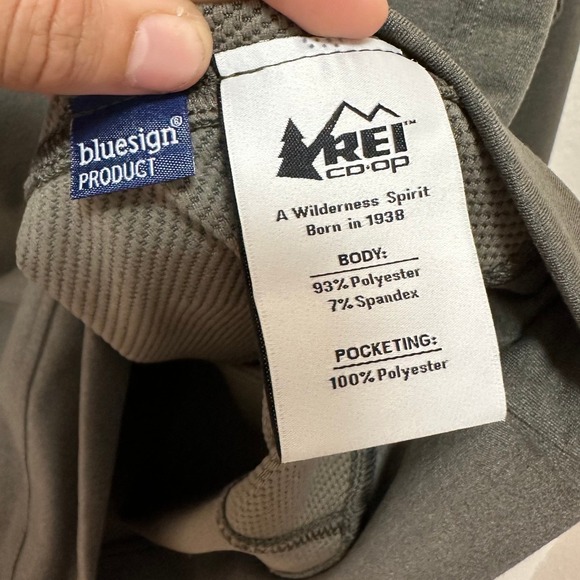 bluesign®
PRODUCT
REI™
CO·OP
A Wilderness Spirit
Born in 1938
BODY:
93% Polyester
7% Spandex
POCKETING:
100% Polyester